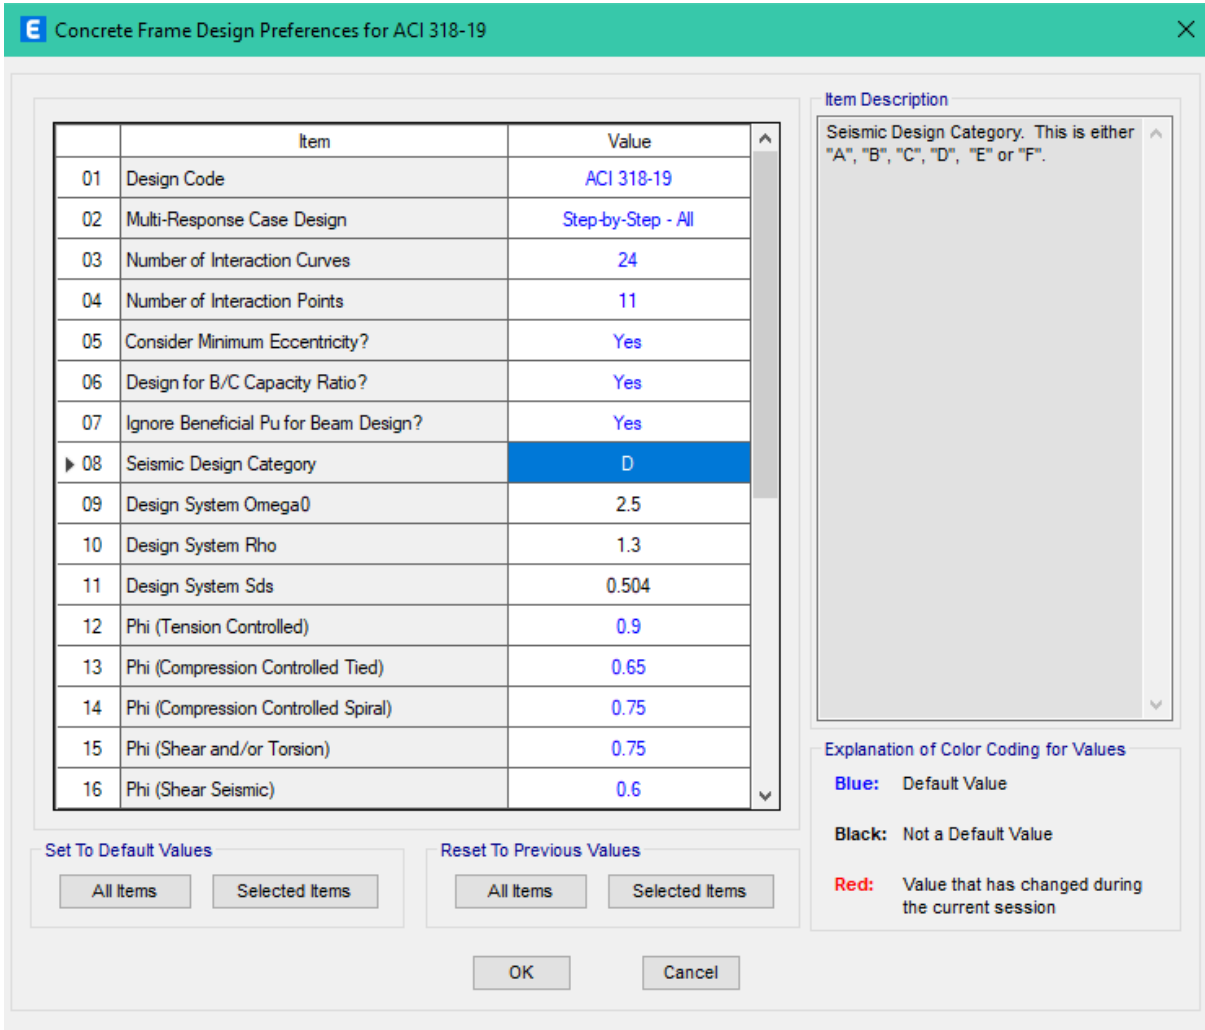 E Concrete Frame Design Preferences for ACI 318-19
Item Value
01 Design Code ACI 318-19
02 Multi-Response Case Design Step-by-Step - All
03 Number of Interaction Curves 24
04 Number of Interaction Points 11
05 Consider Minimum Eccentricity? Yes
06 Design for B/C Capacity Ratio? Yes
07 Ignore Beneficial Pu for Beam Design? Yes
08 Seismic Design Category D
09 Design System Omega0 2.5
10 Design System Rho 1.3
11 Design System Sds 0.504
12 Phi (Tension Controlled) 0.9
13 Phi (Compression Controlled Tied) 0.65
14 Phi (Compression Controlled Spiral) 0.75
15 Phi (Shear and/or Torsion) 0.75
16 Phi (Shear Seismic) 0.6
Item Description
Seismic Design Category. This is either
"A", "B", "C", "D", "E" or "F".
Explanation of Color Coding for Values
Blue: Default Value
Black: Not a Default Value
Red: Value that has changed during
the current session
Set To Default Values
All Items Selected Items
Reset To Previous Values
All Items Selected Items
OK Cancel